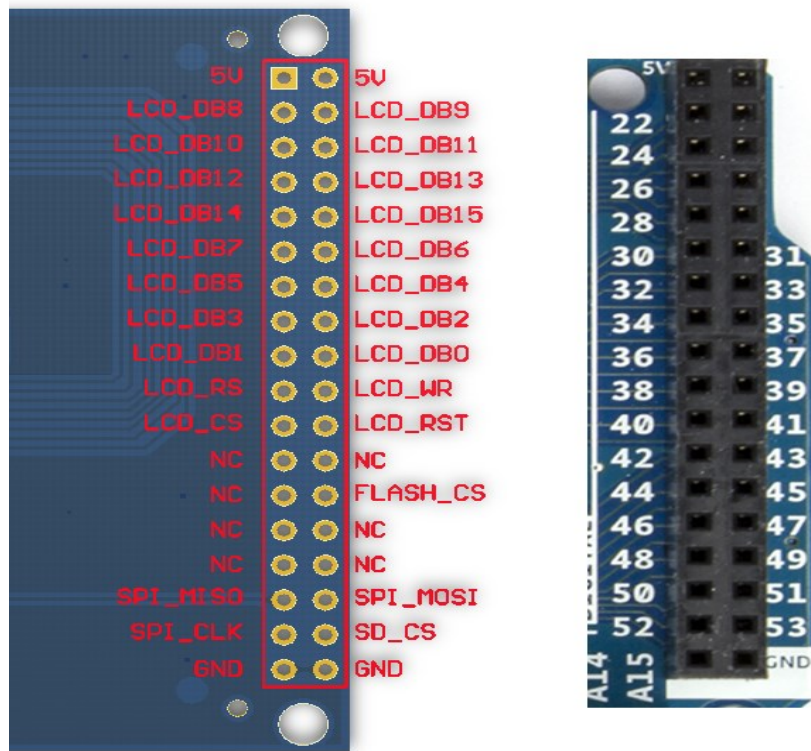 5V 5V
LCD_DB8 LCD_DB9
LCD_DB10 LCD_DB11
LCD_DB12 LCD_DB13
LCD_DB14 LCD_DB15
LCD_DB7 LCD_DB6
LCD_DB5 LCD_DB4
LCD_DB3 LCD_DB2
LCD_DB1 LCD_DB0
LCD_RS LCD_WR
LCD_CS LCD_RST
NC NC
NC FLASH_CS
NC NC
NC NC
SPI_MISO SPI_MOSI
SPI_CLK SD_CS
GND GND
5V
22
24
26
28
30 31
32 33
34 35
36 37
38 39
40 41
42 43
44 45
46 47
48 49
50 51
52 53
GND
A14
A15